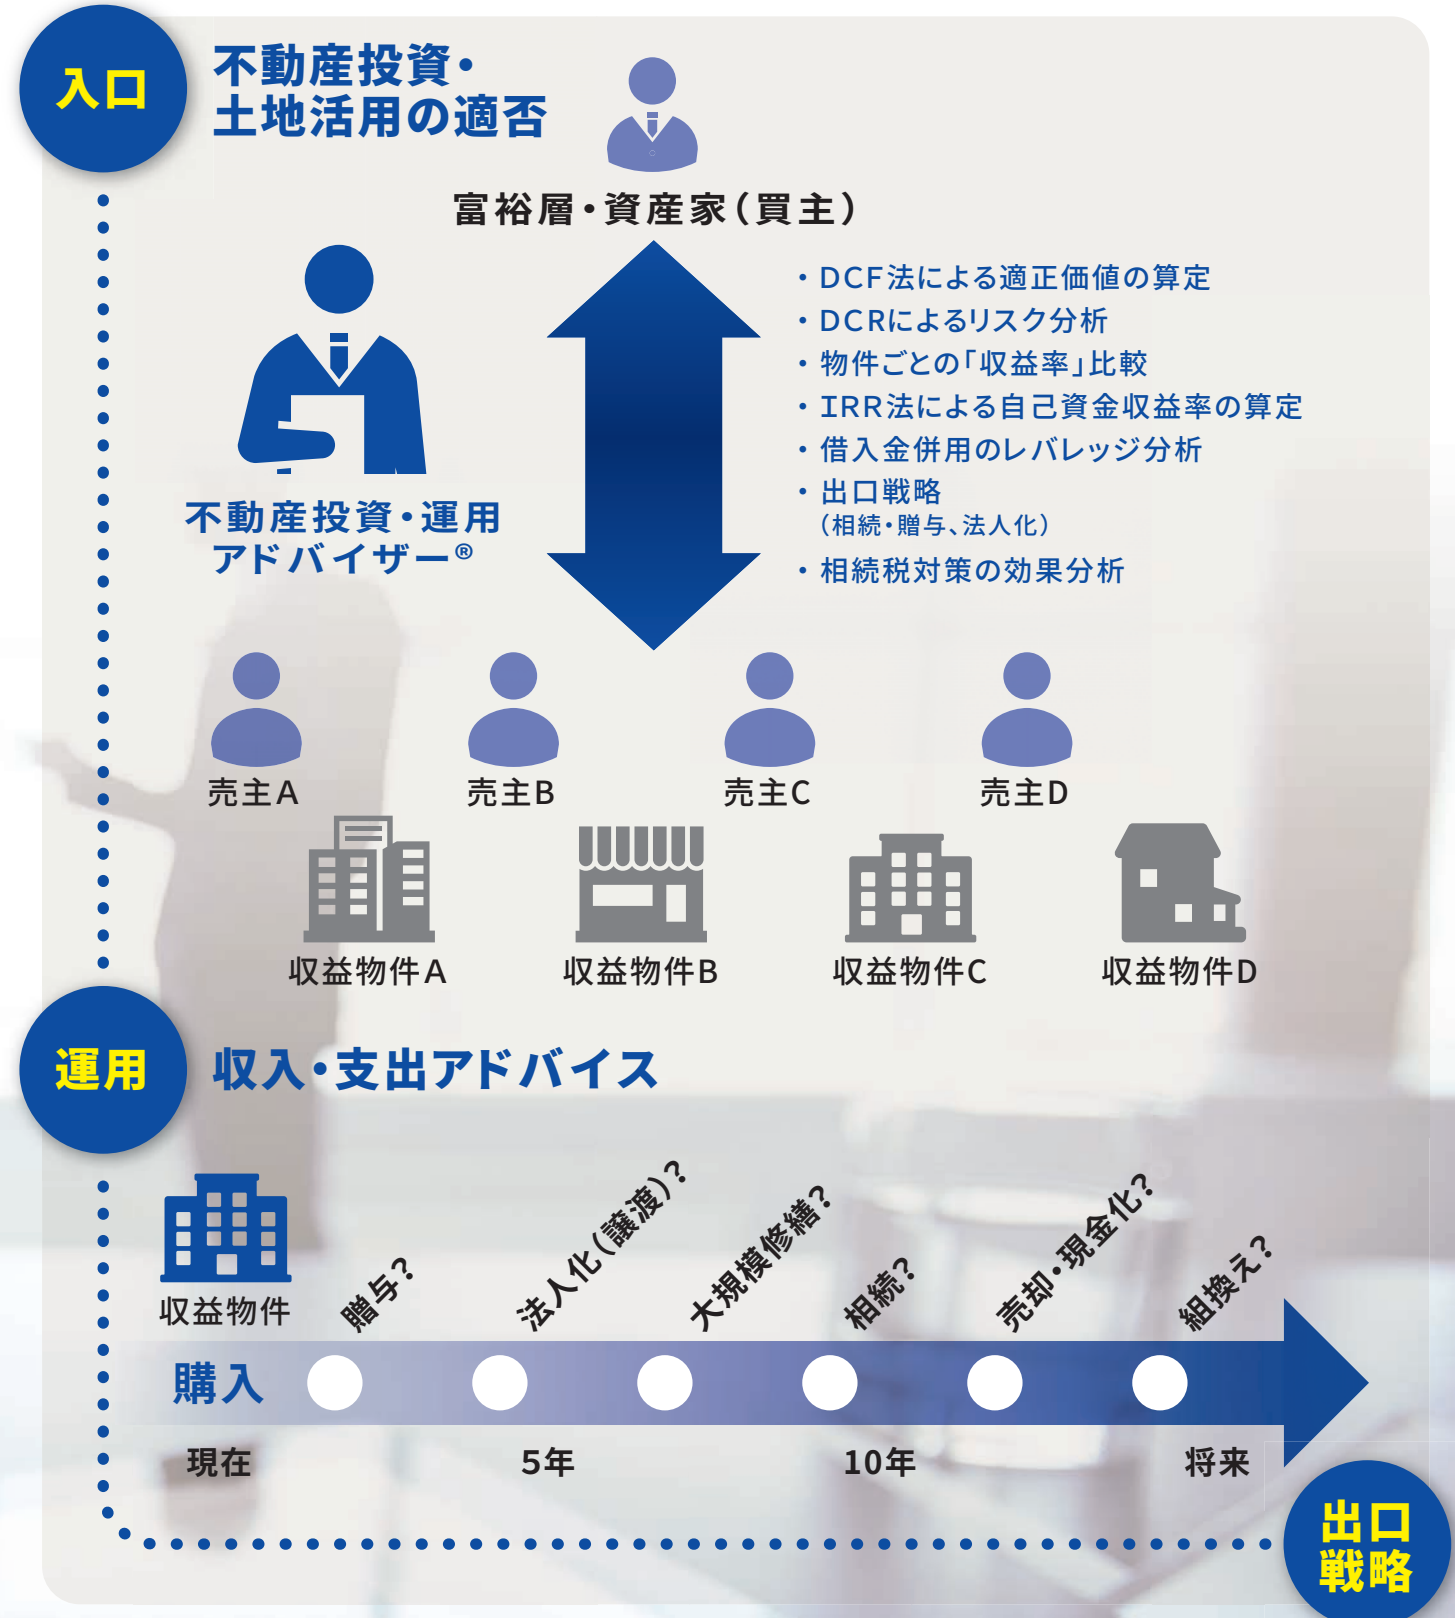 入口
不動産投資・
土地活用の適否
富裕層・資産家（買主）
・DCF法による適正価値の算定
・DCRによるリスク分析
・物件ごとの「収益率」比較
・IRR法による自己資金収益率の算定
・借入金併用のレバレッジ分析
・出口戦略
（相続・贈与、法人化）
・相続税対策の効果分析
不動産投資・運用
アドバイザー®
売主A
売主B
売主C
売主D
収益物件A
収益物件B
収益物件C
収益物件D
運用
収入・支出アドバイス
収益物件
贈与？
法人化（譲渡）？
大規模修繕？
相続？
売却・現金化？
組換え？
購入
現在
5年
10年
将来
出口
戦略